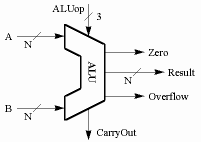 ALUop
3
A
N
Zero
ALU
N
Result
Overflow
B
N
CarryOut